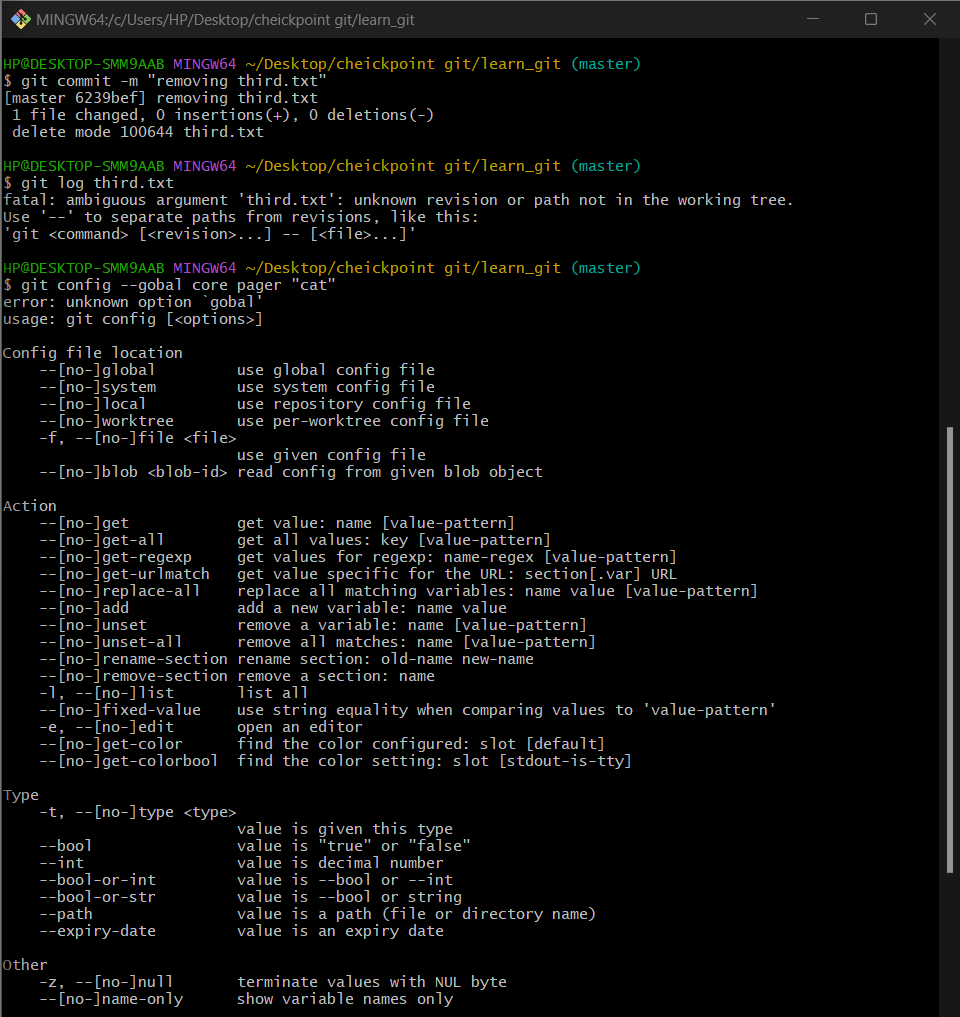 MINGW64:/c/Users/HP/Desktop/cheickpoint git/learn_git
HP@DESKTOP-SMM9AAB MINGW64 ~/Desktop/cheickpoint git/learn_git (master)
$ git commit -m "removing third.txt"
[master 6239bef] removing third.txt
 1 file changed, 0 insertions(+), 0 deletions(-)
 delete mode 100644 third.txt
HP@DESKTOP-SMM9AAB MINGW64 ~/Desktop/cheickpoint git/learn_git (master)
$ git log third.txt
fatal: ambiguous argument 'third.txt': unknown revision or path not in the working tree.
Use '--' to separate paths from revisions, like this:
'git <command> [<revision>...] -- [<file>...]'
HP@DESKTOP-SMM9AAB MINGW64 ~/Desktop/cheickpoint git/learn_git (master)
$ git config --gobal core pager "cat"
error: unknown option `gobal'
usage: git config [<options>]
Config file location
    --[no-]global         use global config file
    --[no-]system         use system config file
    --[no-]local          use repository config file
    --[no-]worktree       use per-worktree config file
    -f, --[no-]file <file>
                          use given config file
    --[no-]blob <blob-id> read config from given blob object
Action
    --[no-]get            get value: name [value-pattern]
    --[no-]get-all        get all values: key [value-pattern]
    --[no-]get-regexp     get values for regexp: name-regex [value-pattern]
    --[no-]get-urlmatch   get value specific for the URL: section[.var] URL
    --[no-]replace-all    replace all matching variables: name value [value-pattern]
    --[no-]add            add a new variable: name value
    --[no-]unset          remove a variable: name [value-pattern]
    --[no-]unset-all      remove all matches: name [value-pattern]
    --[no-]rename-section rename section: old-name new-name
    --[no-]remove-section remove a section: name
    -l, --[no-]list       list all
    --[no-]fixed-value    use string equality when comparing values to 'value-pattern'
    -e, --[no-]edit       open an editor
    --[no-]get-color      find the color configured: slot [default]
    --[no-]get-colorbool  find the color setting: slot [stdout-is-tty]
Type
    -t, --[no-]type <type>
                          value is given this type
    --bool                value is "true" or "false"
    --int                 value is decimal number
    --bool-or-int         value is --bool or --int
    --bool-or-str         value is --bool or string
    --path                value is a path (file or directory name)
    --expiry-date         value is an expiry date
Other
    -z, --[no-]null       terminate values with NUL byte
    --[no-]name-only      show variable names only